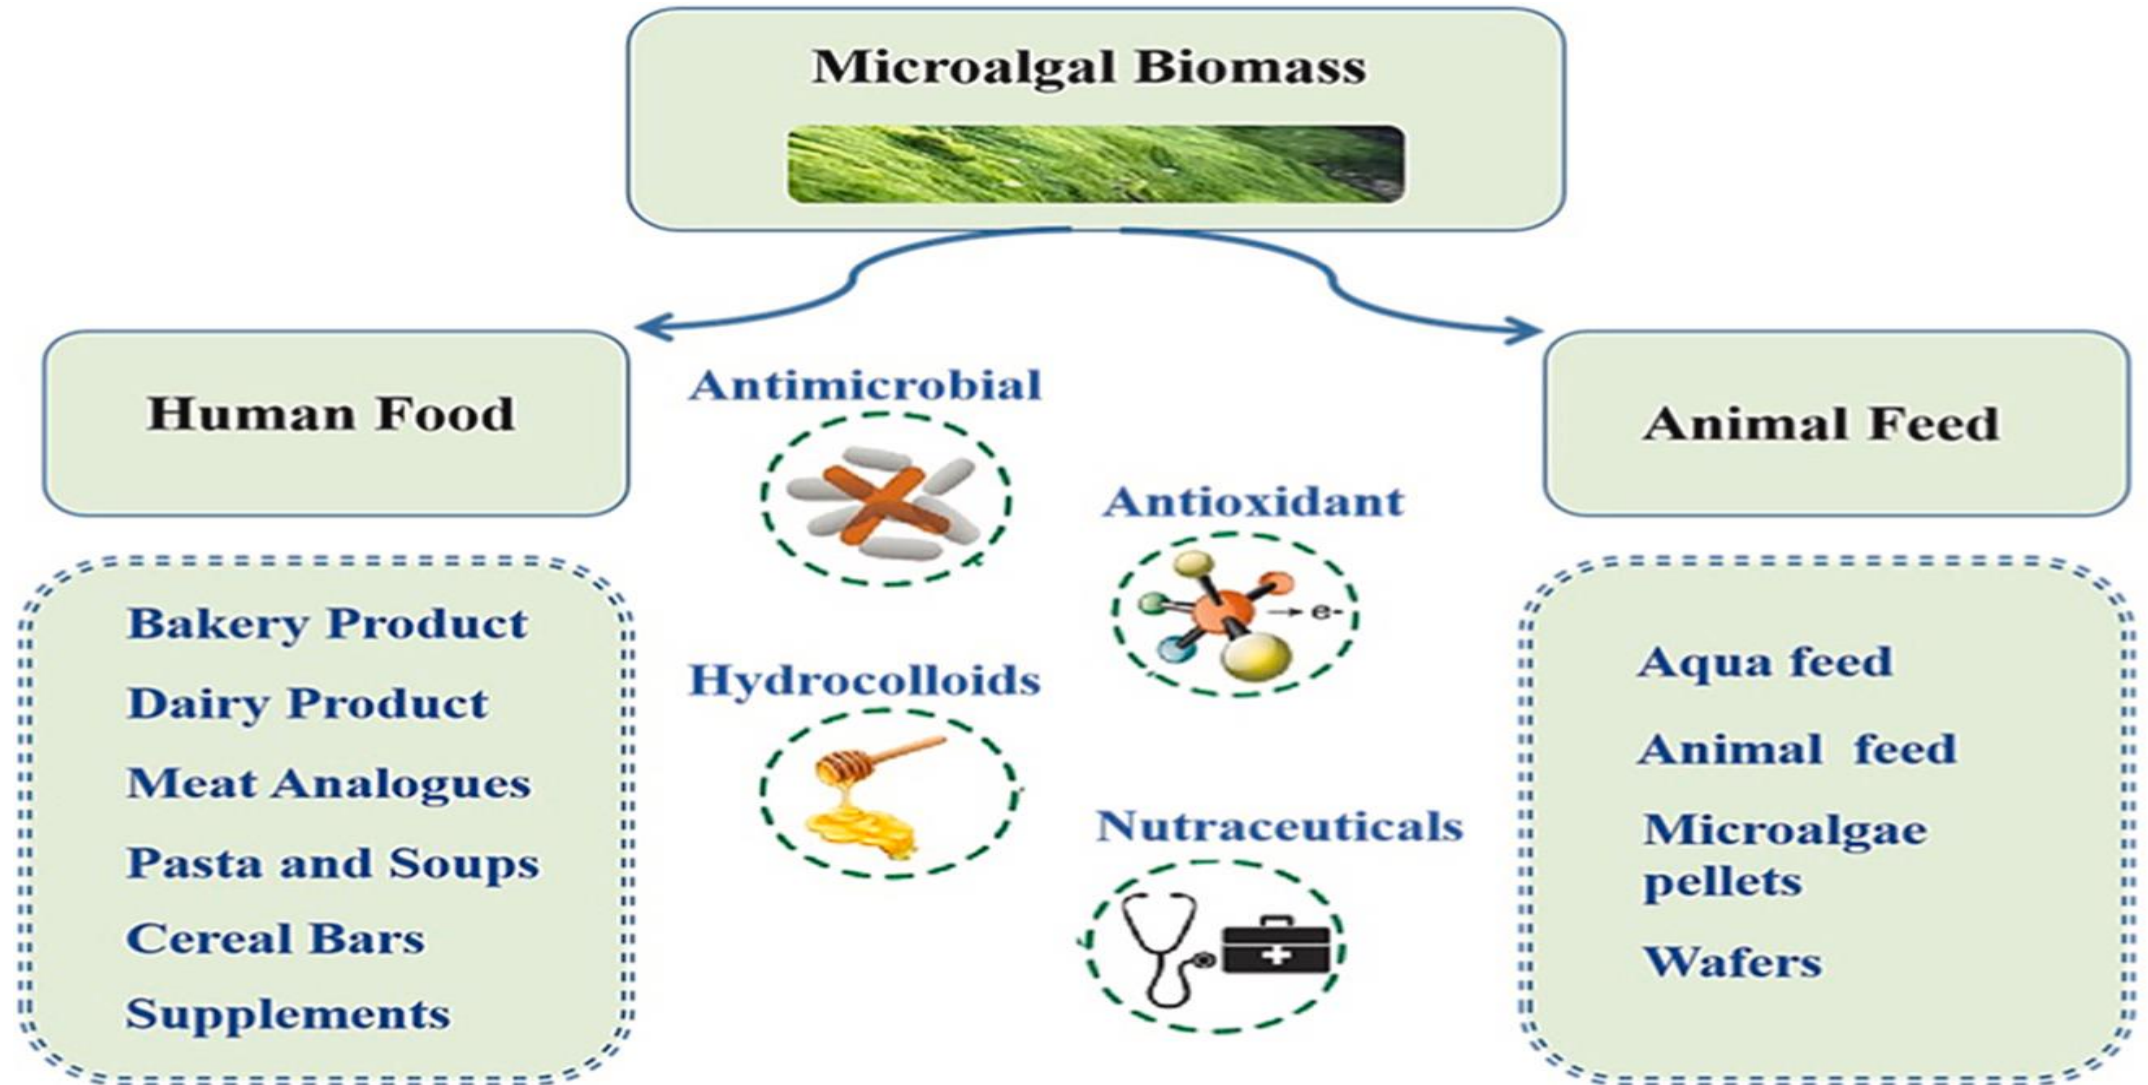 Microalgal Biomass
Human Food
Animal Feed
Antimicrobial
Antioxidant
→ e-
Hydrocolloids
Nutraceuticals
Bakery Product
Dairy Product
Meat Analogues
Pasta and Soups
Cereal Bars
Supplements
Aqua feed
Animal feed
Microalgae
pellets
Wafers